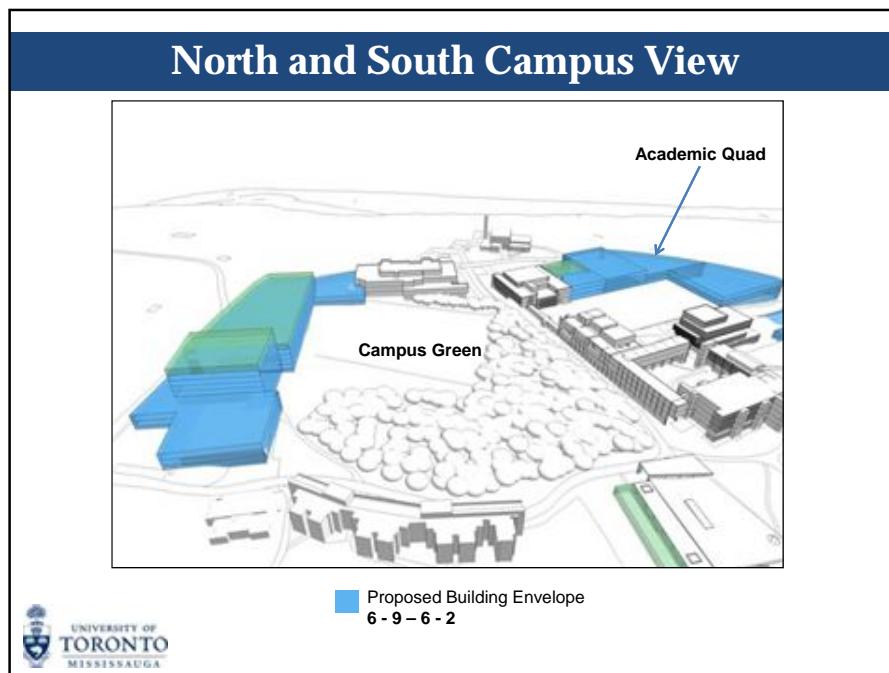 North and South Campus View
Academic Quad
Campus Green
Proposed Building Envelope
6 - 9 – 6 - 2
UNIVERSITY OF
TORONTO
MISSISSAUGA